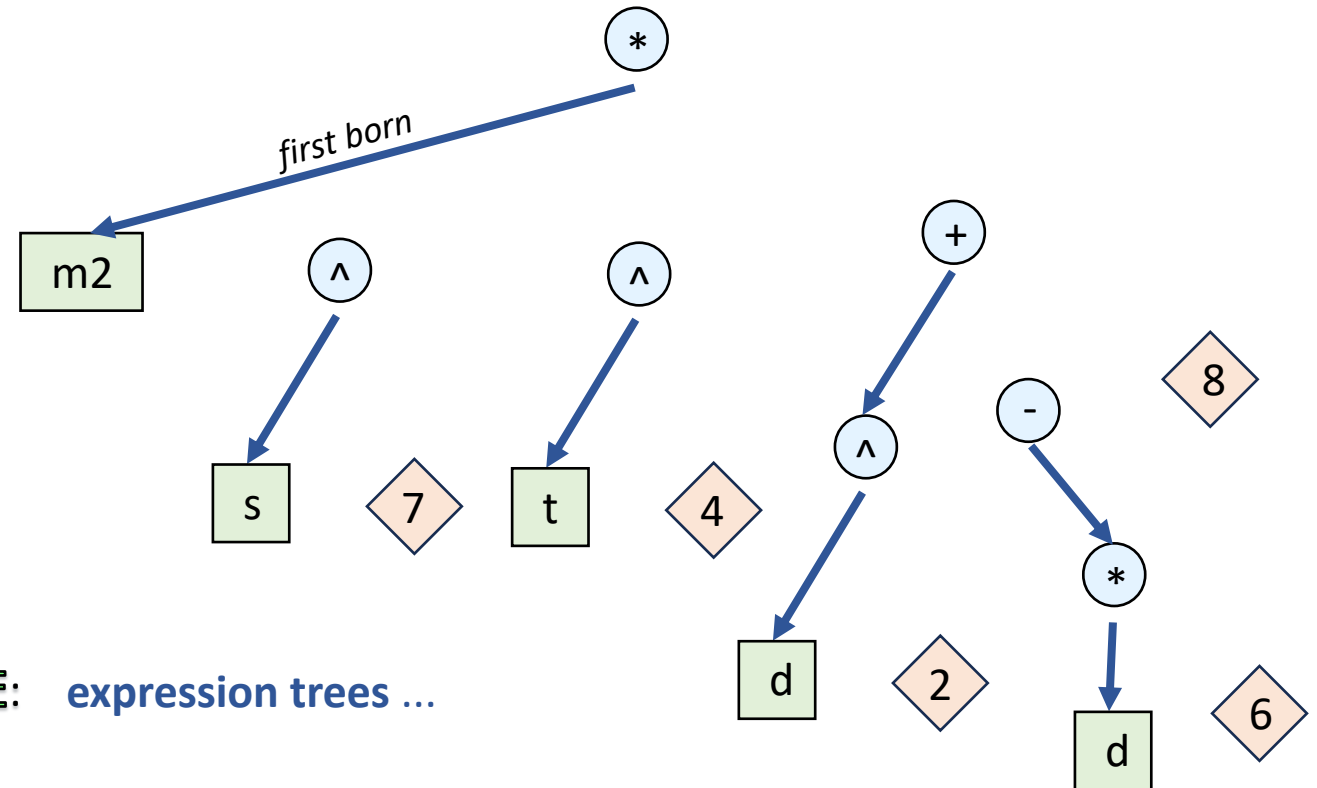 *
first born
m2
^
^
+
8
-
^
s
7
t
4
*
d
2
6
d
expression trees ...